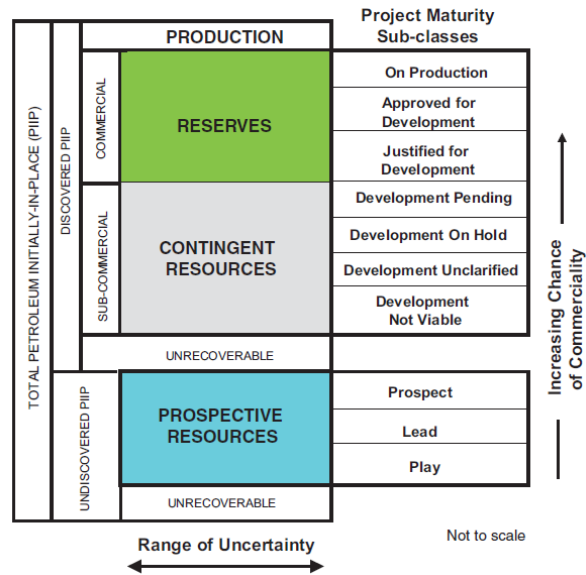 Project Maturity
Sub-classes
PRODUCTION
On Production
Approved for
Development
Justified for
Development
RESERVES
Development Pending
Development On Hold
Development Unclarified
Development
Not Viable
CONTINGENT
RESOURCES
UNRECOVERABLE
Prospect
Lead
Play
PROSPECTIVE
RESOURCES
UNRECOVERABLE
TOTAL PETROLEUM INITIALLY-IN-PLACE (PIIP)
DISCOVERED PIIP
UNDISCOVERED PIIP
COMMERCIAL
SUB-COMMERCIAL
Increasing Chance
of Commerciality
Range of Uncertainty
Not to scale